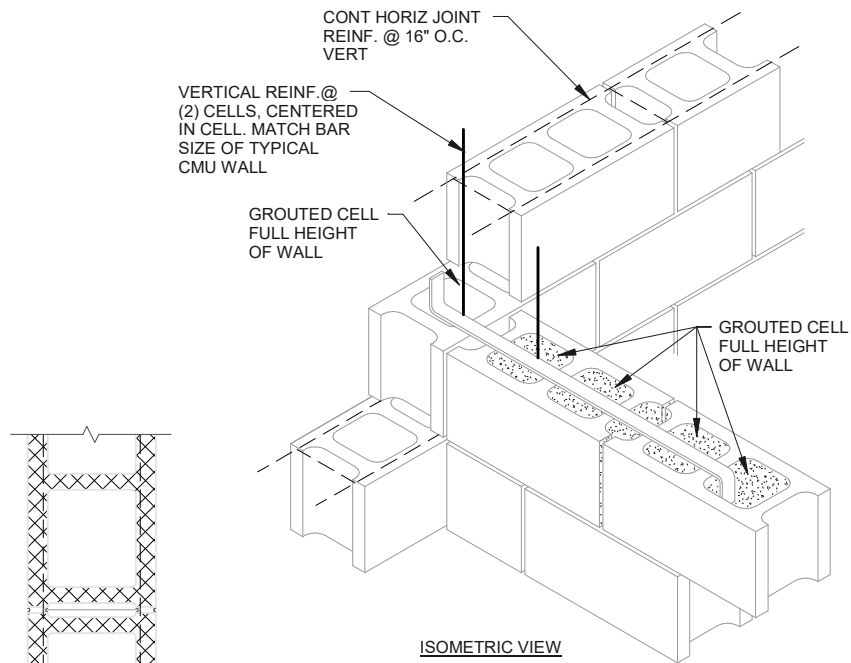 CONT HORIZ JOINT
REINF. @ 16" O.C.
VERT
VERTICAL REINF.@
(2) CELLS, CENTERED
IN CELL. MATCH BAR
SIZE OF TYPICAL
CMU WALL
GROUTED CELL
FULL HEIGHT
OF WALL
GROUTED CELL
FULL HEIGHT
OF WALL
ISOMETRIC VIEW